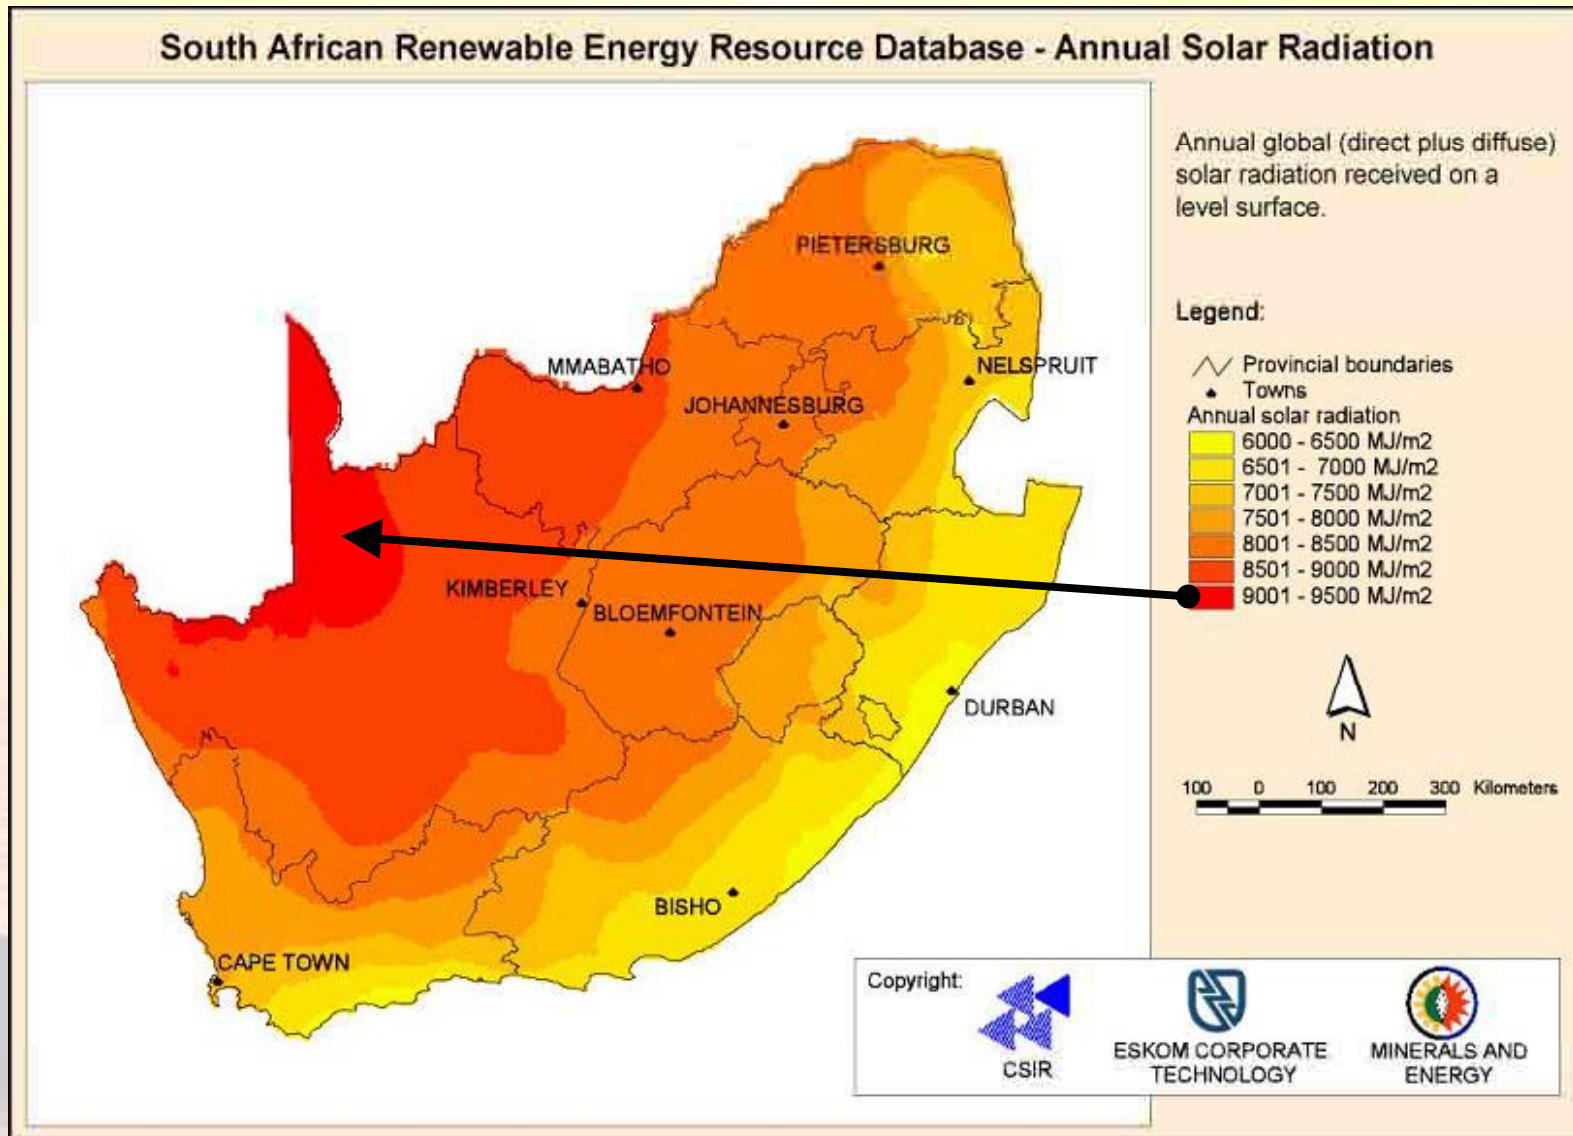 South African Renewable Energy Resource Database - Annual Solar Radiation
Annual global (direct plus diffuse)
solar radiation received on a
level surface.
Legend:
Provincial boundaries
Towns
Annual solar radiation
6000 - 6500 MJ/m2
6501 - 7000 MJ/m2
7001 - 7500 MJ/m2
7501 - 8000 MJ/m2
8001 - 8500 MJ/m2
8501 - 9000 MJ/m2
9001 - 9500 MJ/m2
N
100 0 100 200 300 Kilometers
PIETERSBURG
MMABATHO
NELSPRUIT
JOHANNESBURG
KIMBERLEY
BLOEMFONTEIN
DURBAN
BISHO
CAPE TOWN
Copyright:
CSIR
ESKOM CORPORATE
TECHNOLOGY
MINERALS AND
ENERGY